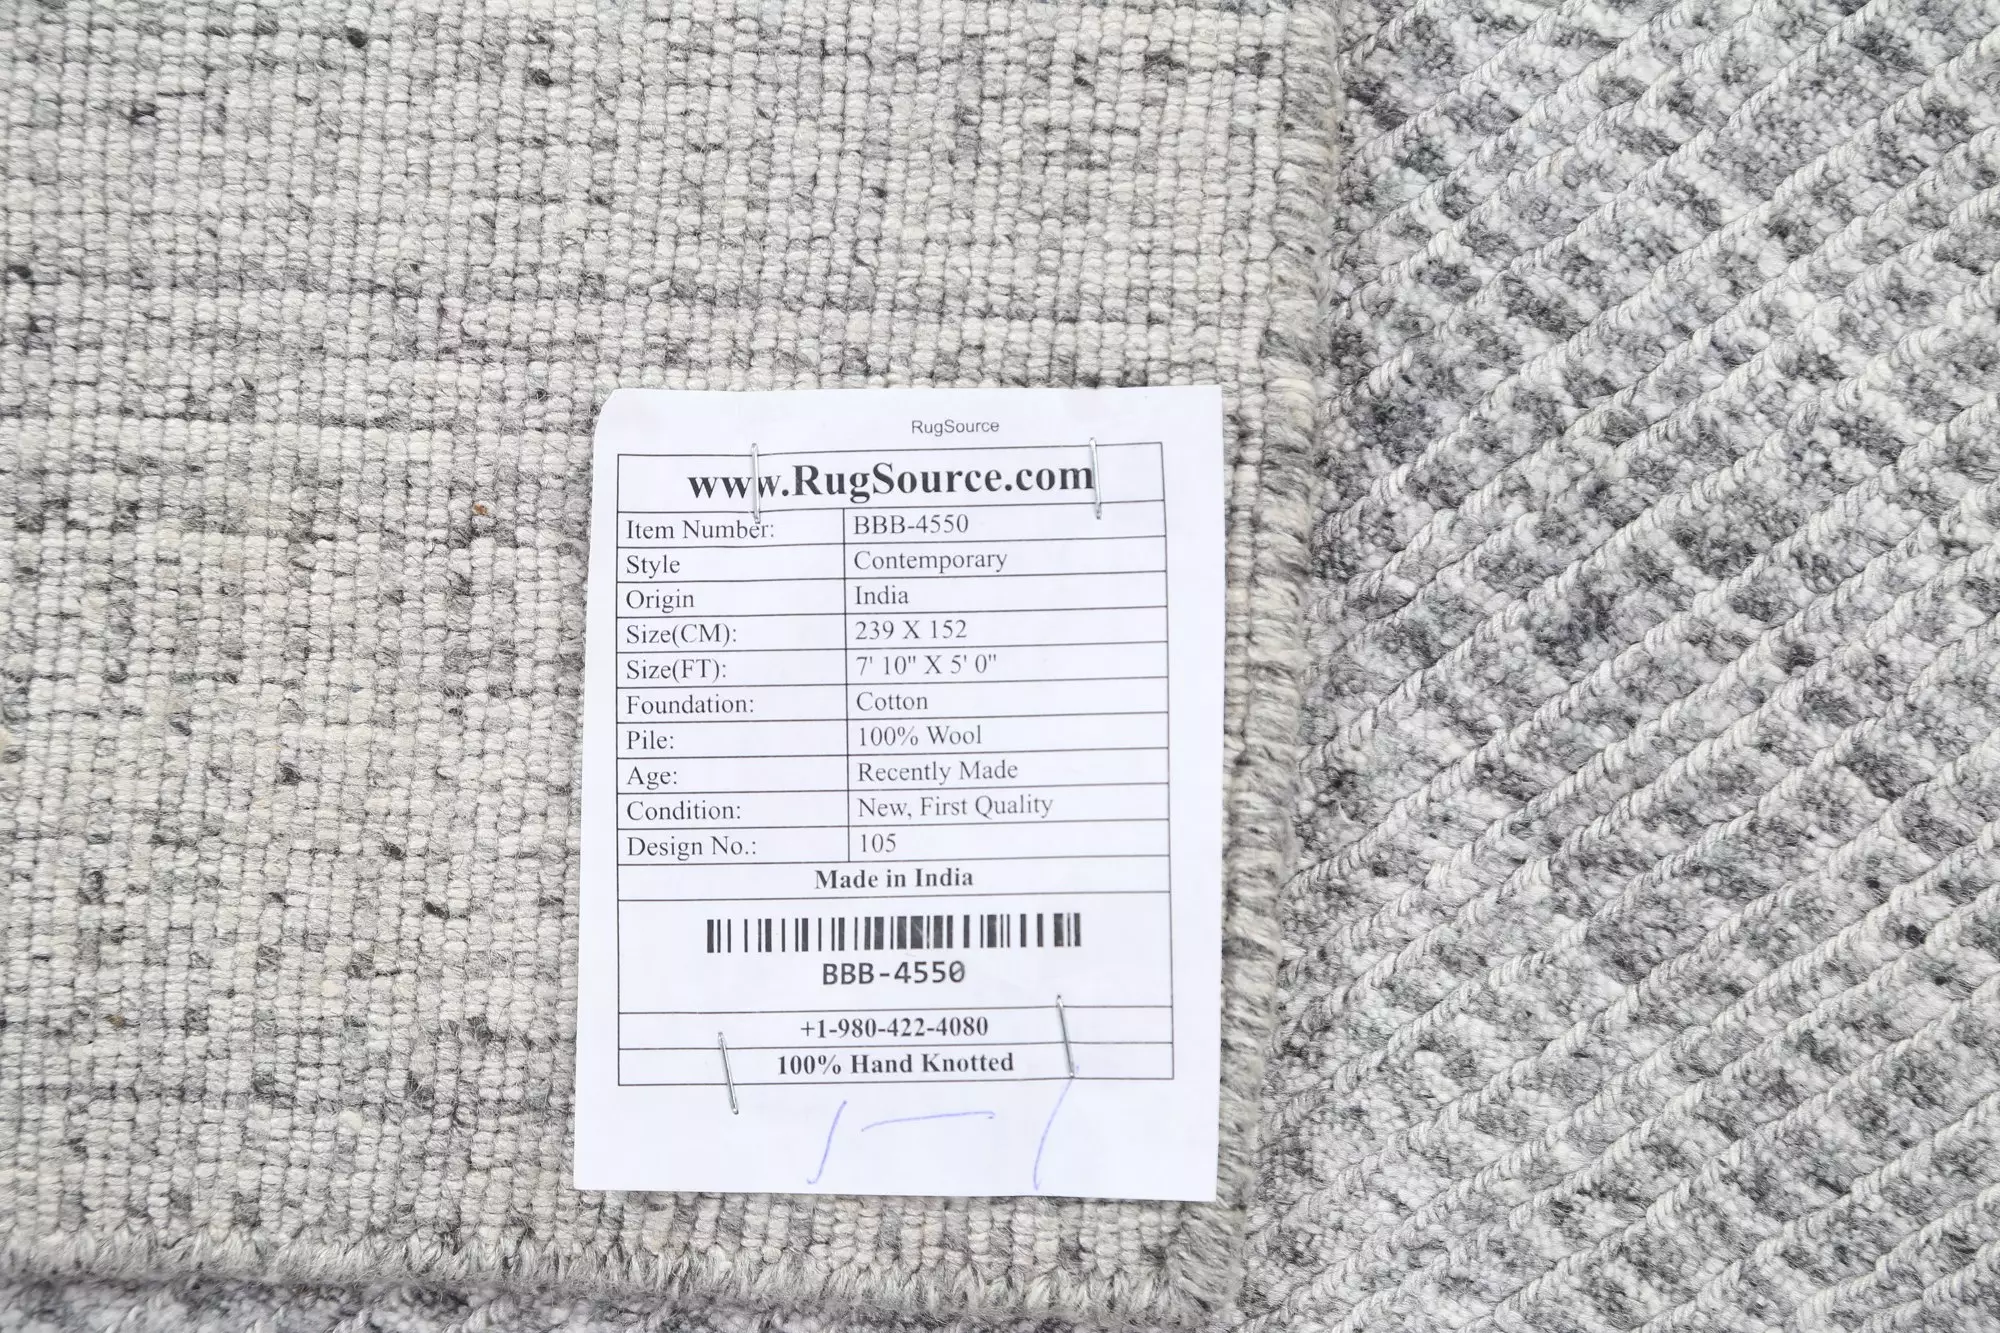 RugSource
www.RugSource.com
Item Number: BBB-4550
Style Contemporary
Origin India
Size(CM): 239 X 152
Size(FT): 7' 10" X 5' 0"
Foundation: Cotton
Pile: 100% Wool
Age: Recently Made
Condition: New, First Quality
Design No.: 105
Made in India
BBB-4550
+1-980-422-4080
100% Hand Knotted
1-1